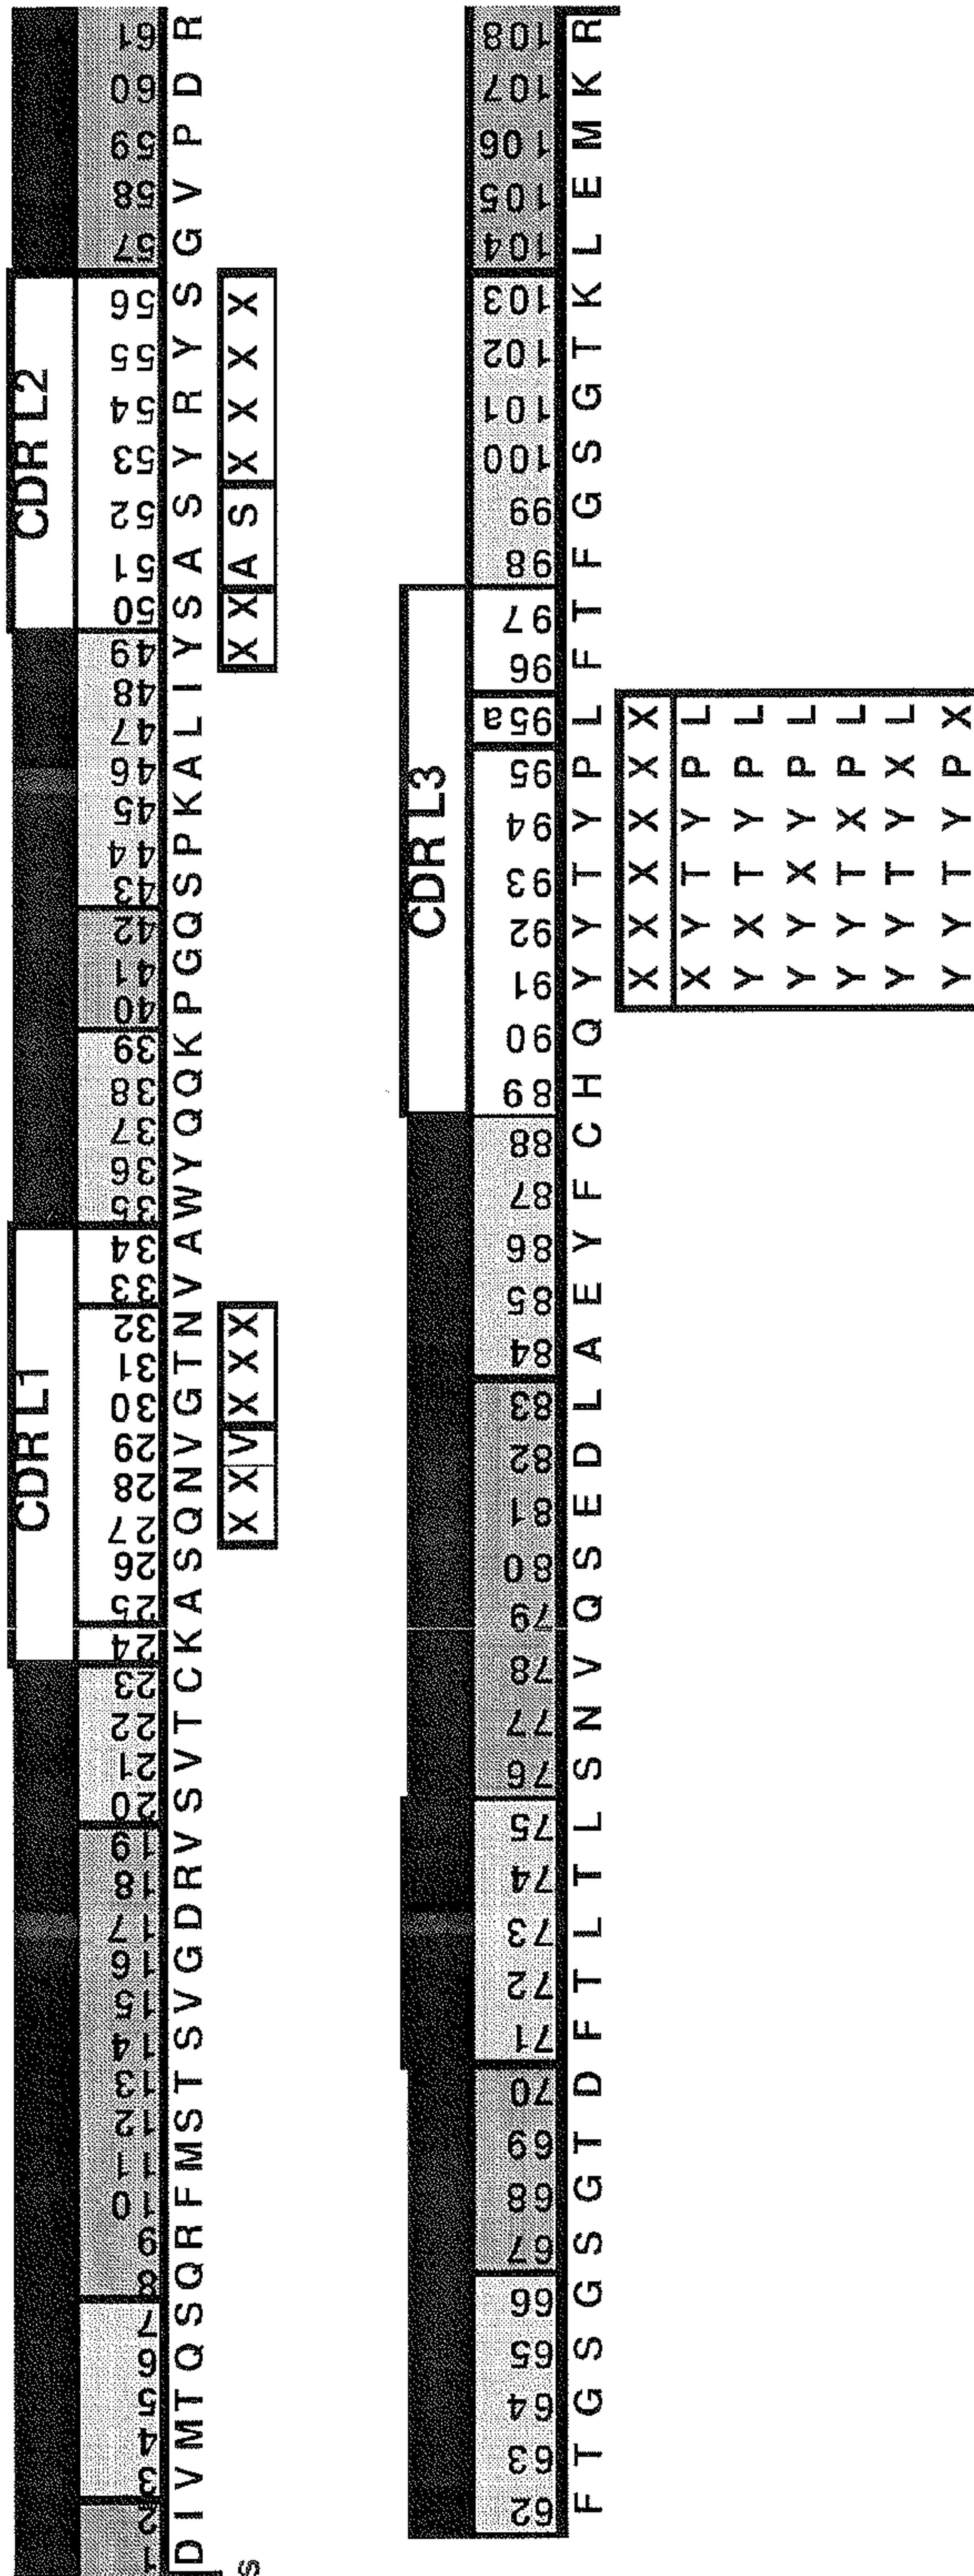 CDR L1 CDR L2
1 2 3 4 5 6 7 8 9 10 11 12 13 14 15 16 17 18 19 20 21 22 23 24 25 26 27 28 29 30 31 32 33 34 35 36 37 38 39 40 41 42 43 44 45 46 47 48 49 50 51 52 53 54 55 56 57 58 59 60 61
D I V M T Q S Q R F M S T S V G D R V S V T C K A S Q N V G T N V A W Y Q Q K P G Q S P K A L I Y S A S Y R Y S G V P D R
S X X V X X X X X A S X X X X
CDR L3
62 63 64 65 66 67 68 69 70 71 72 73 74 75 76 77 78 79 80 81 82 83 84 85 86 87 88 89 90 91 92 93 94 95 95a 96 97 98 99 100 101 102 103 104 105 106 107 108
F T G S G S G T D F T L T L S N V Q S E D L A E Y F C H Q Y Y T Y P L F T F G S G T K L E M K R
X X X X X X
X Y T Y P L
Y X T Y P L
Y Y X Y P L
Y Y T X P L
Y Y T Y X L
Y Y T Y P X